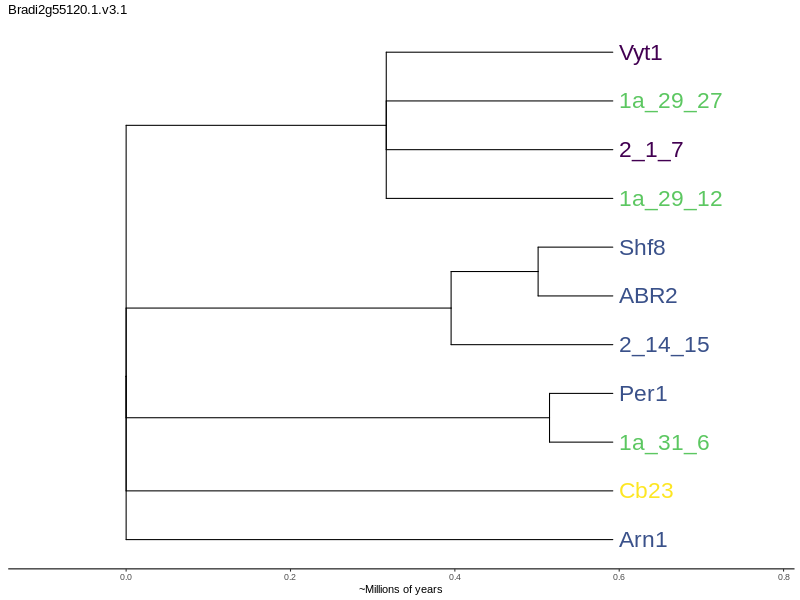 Bradi2g55120.1.v3.1
Vyt1
1a_29_27
2_1_7
1a_29_12
Shf8
ABR2
2_14_15
Per1
1a_31_6
Cb23
Arn1
0.0 0.2 0.4 0.6 0.8
~Millions of years